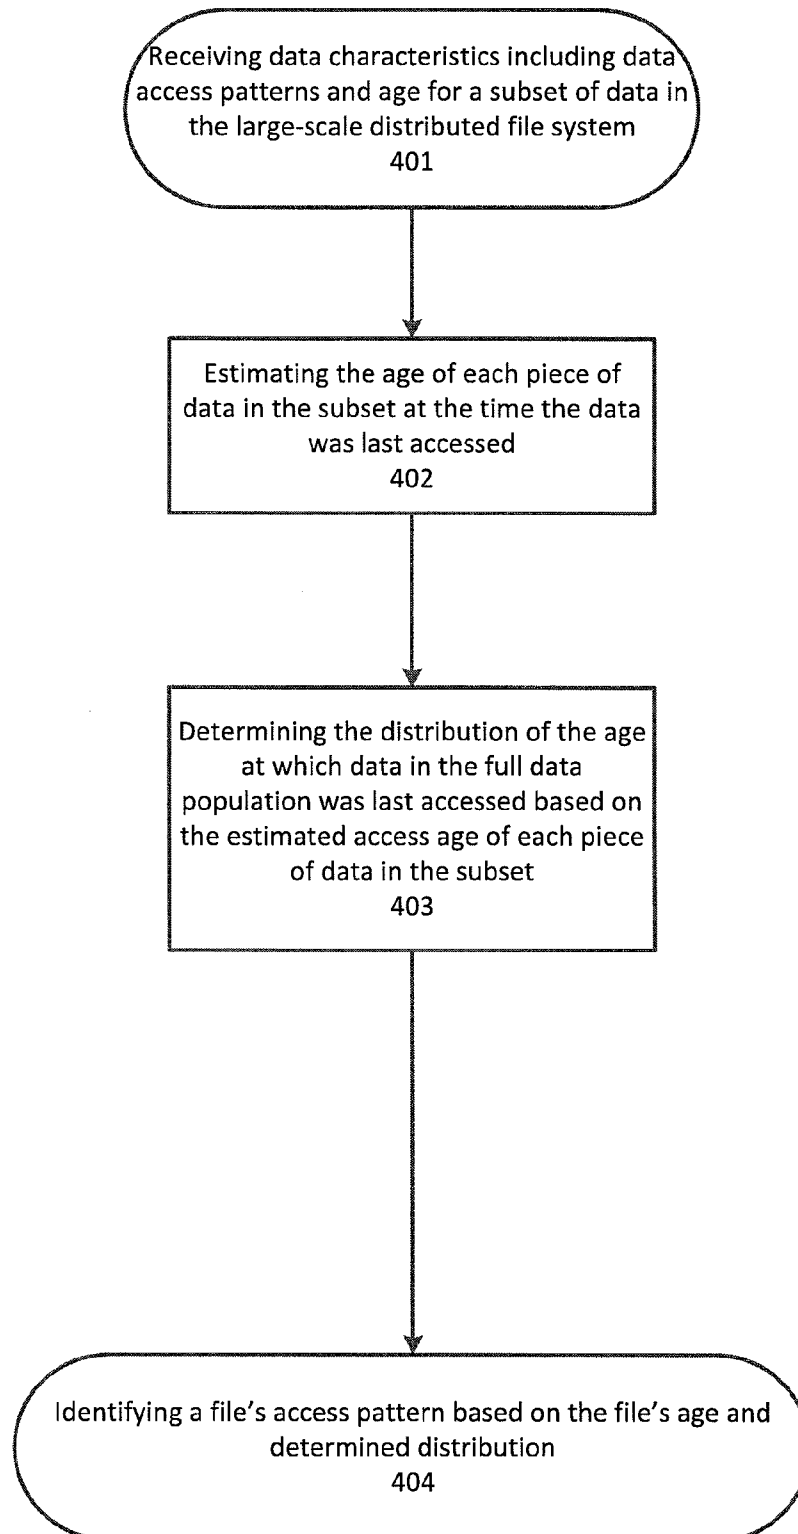 Receiving data characteristics including data
access patterns and age for a subset of data in
the large-scale distributed file system
401
Estimating the age of each piece of
data in the subset at the time the data
was last accessed
402
Determining the distribution of the age
at which data in the full data
population was last accessed based on
the estimated access age of each piece
of data in the subset
403
Identifying a file's access pattern based on the file's age and
determined distribution
404